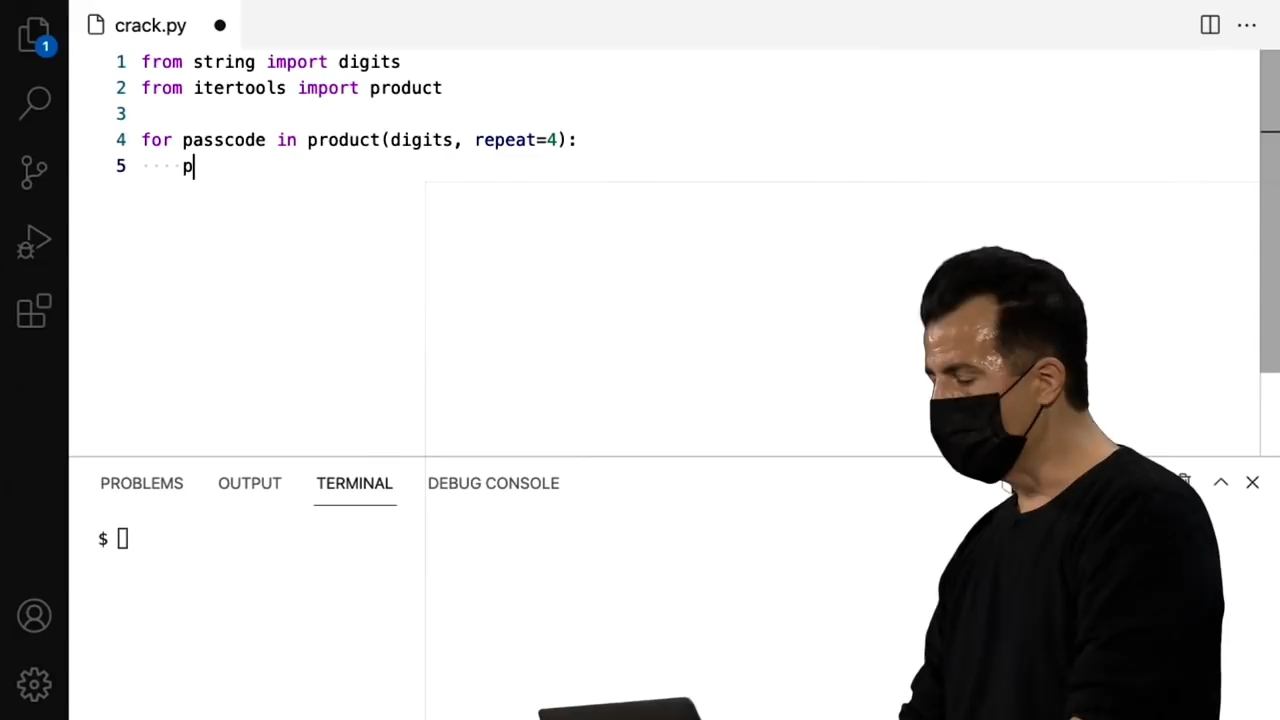 crack.py
1
1 from string import digits
2 from itertools import product
3
4 for passcode in product(digits, repeat=4):
5 p
PROBLEMS OUTPUT TERMINAL DEBUG CONSOLE
$